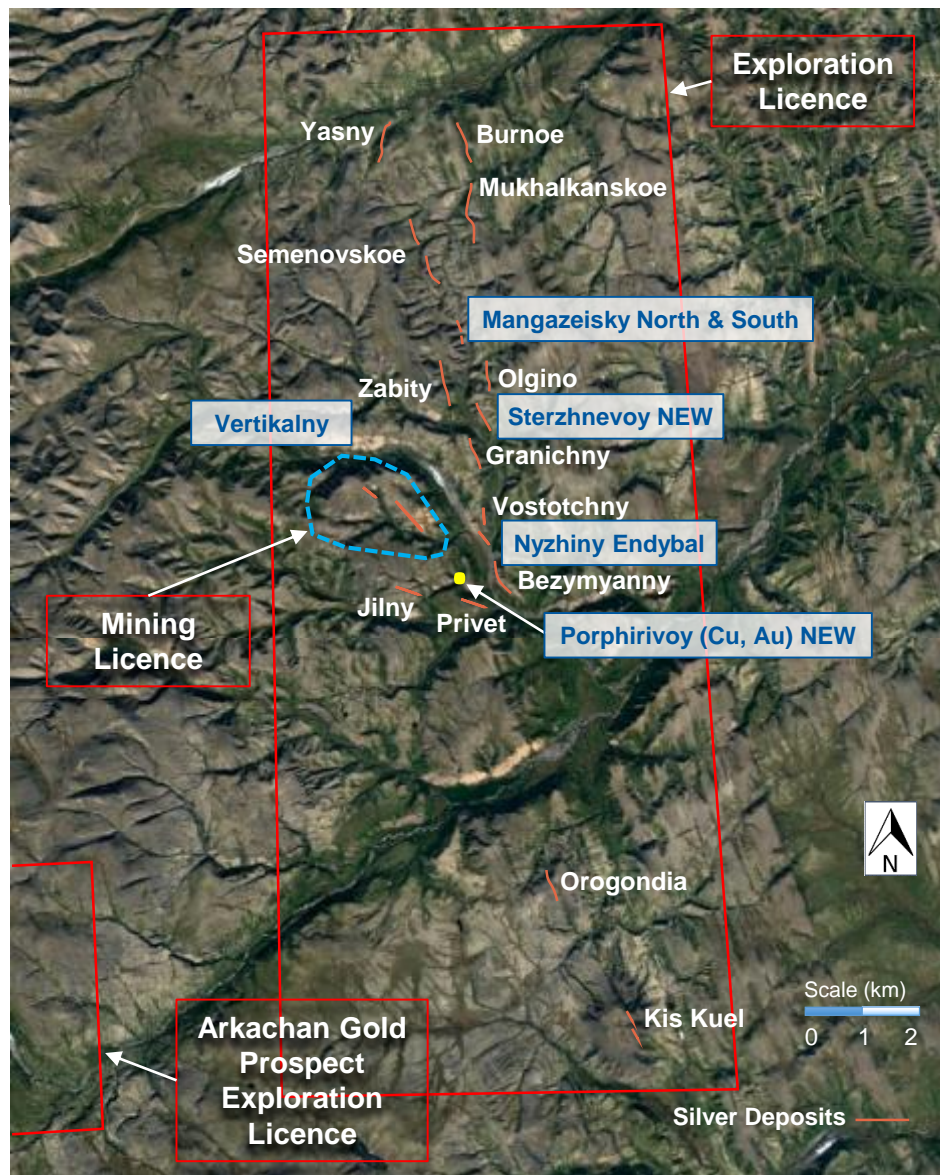 Exploration
Licence
Yasny
Burnoe
Mukhalkanskoe
Semenovskoe
Mangazeisky North & South
Zabity
Olgino
Vertikalny
Sterzhnevoy NEW
Granichny
Vostotchny
Nyzhiny Endybal
Bezymyanny
Jilny
Privet
Mining
Licence
Porphirivoy (Cu, Au) NEW
N
Orogondia
Scale (km)
0 1 2
Kis Kuel
Arkachan Gold
Prospect
Exploration
Licence
Silver Deposits